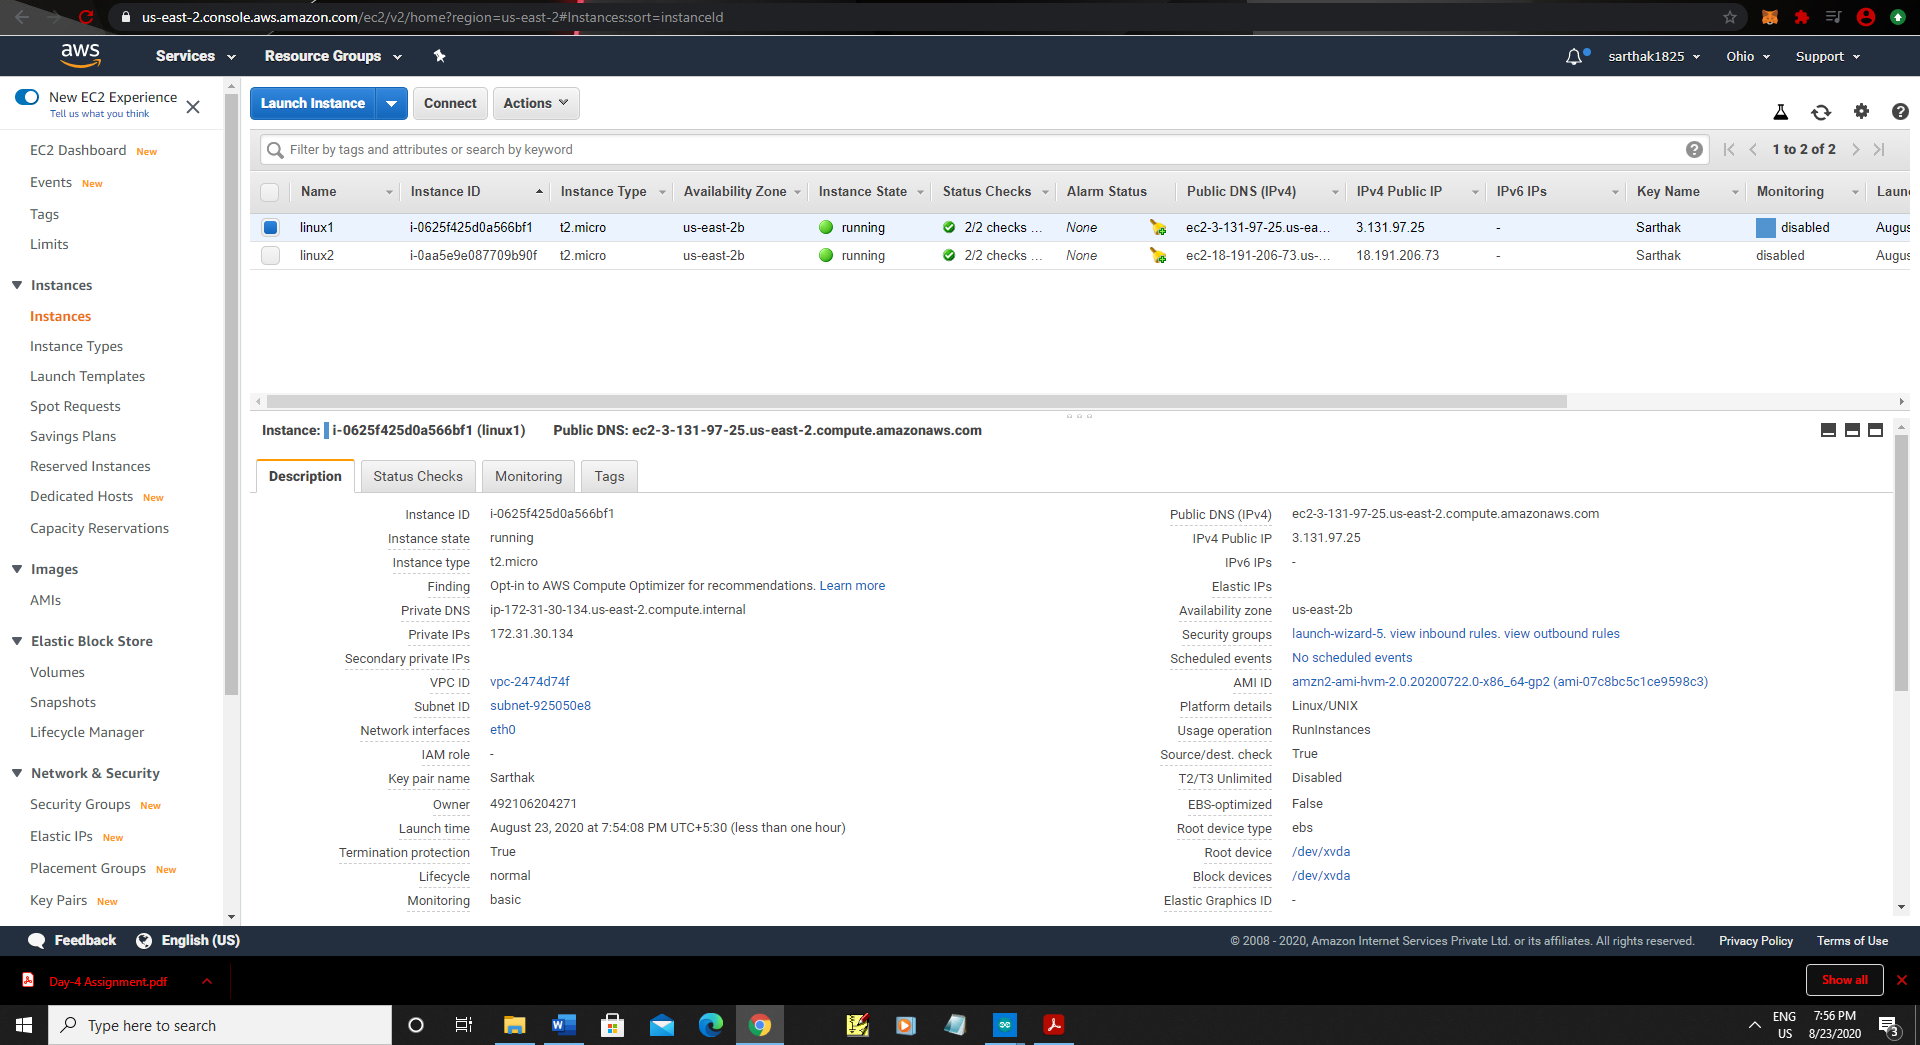 us-east-2.console.aws.amazon.com/ec2/v2/home?region=us-east-2#Instances:sort=instanceId
aws Services Resource Groups sarthak1825 Ohio Support
New EC2 Experience
Tell us what you think
EC2 Dashboard New
Events New
Tags
Limits
Instances
Instances
Instance Types
Launch Templates
Spot Requests
Savings Plans
Reserved Instances
Dedicated Hosts New
Capacity Reservations
Images
AMIs
Elastic Block Store
Volumes
Snapshots
Lifecycle Manager
Network & Security
Security Groups New
Elastic IPs New
Placement Groups New
Key Pairs New
Launch Instance Connect Actions
Filter by tags and attributes or search by keyword 1 to 2 of 2
Name Instance ID Instance Type Availability Zone Instance State Status Checks Alarm Status Public DNS (IPv4) IPv4 Public IP IPv6 IPs Key Name Monitoring Laun
linux1 i-0625f425d0a566bf1 t2.micro us-east-2b running 2/2 checks ... None ec2-3-131-97-25.us-ea... 3.131.97.25 - Sarthak disabled Augus
linux2 i-0aa5e9e087709b90f t2.micro us-east-2b running 2/2 checks ... None ec2-18-191-206-73.us-... 18.191.206.73 - Sarthak disabled Augus
Instance: i-0625f425d0a566bf1 (linux1) Public DNS: ec2-3-131-97-25.us-east-2.compute.amazonaws.com
Description Status Checks Monitoring Tags
Instance ID i-0625f425d0a566bf1
Instance state running
Instance type t2.micro
Finding Opt-in to AWS Compute Optimizer for recommendations. Learn more
Private DNS ip-172-31-30-134.us-east-2.compute.internal
Private IPs 172.31.30.134
Secondary private IPs
VPC ID vpc-2474d74f
Subnet ID subnet-925050e8
Network interfaces eth0
IAM role -
Key pair name Sarthak
Owner 492106204271
Launch time August 23, 2020 at 7:54:08 PM UTC+5:30 (less than one hour)
Termination protection True
Lifecycle normal
Monitoring basic
Public DNS (IPv4) ec2-3-131-97-25.us-east-2.compute.amazonaws.com
IPv4 Public IP 3.131.97.25
IPv6 IPs -
Elastic IPs
Availability zone us-east-2b
Security groups launch-wizard-5. view inbound rules. view outbound rules
Scheduled events No scheduled events
AMI ID amzn2-ami-hvm-2.0.20200722.0-x86_64-gp2 (ami-07c8bc5c1ce9598c3)
Platform details Linux/UNIX
Usage operation RunInstances
Source/dest. check True
T2/T3 Unlimited Disabled
EBS-optimized False
Root device type ebs
Root device /dev/xvda
Block devices /dev/xvda
Elastic Graphics ID -
Feedback English (US) © 2008 - 2020, Amazon Internet Services Private Ltd. or its affiliates. All rights reserved. Privacy Policy Terms of Use
Day-4 Assignment.pdf Show all
Type here to search
ENG
US
7:56 PM
8/23/2020
3